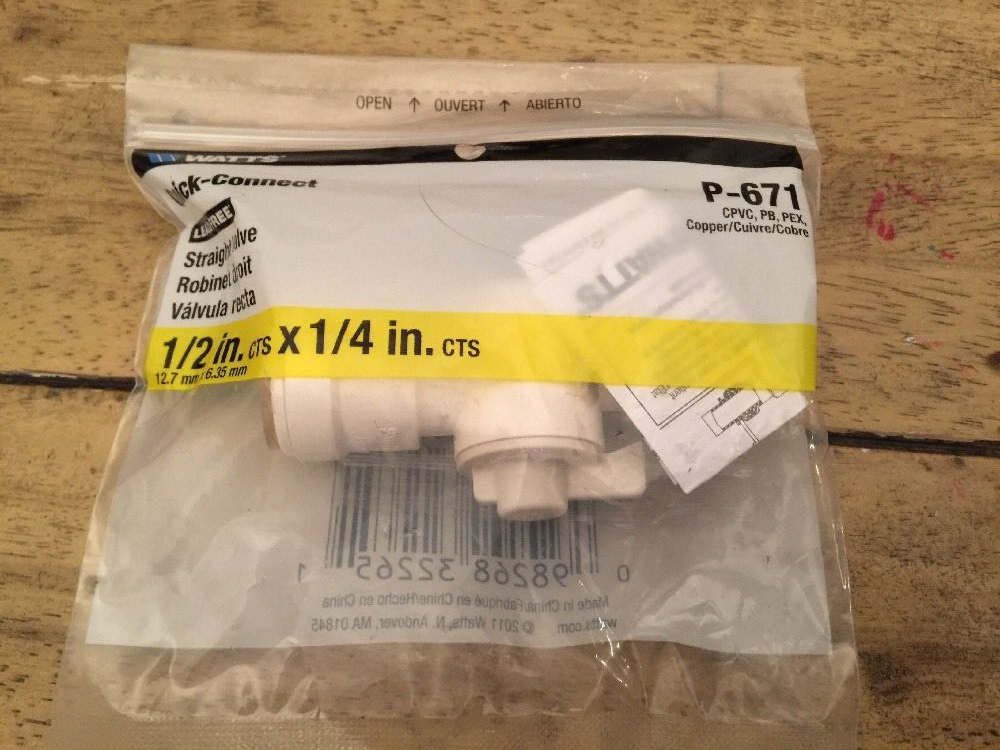 OPEN ↑ OUVERT ↑ ABIERTO
WATTS
ick-Connect
P-671
CPVC, PB, PEX,
Copper/Cuivre/Cobre
Straight valve
Robinet droit
Válvula recta
1/2 in. CTS x 1/4 in. CTS
12.7 mm x 6.35 mm
WATTS
0 98268 32265 1
Made in China/Fabriqué en Chine/Hecho en China
watts.com © 2011 Watts, N. Andover, MA 01845